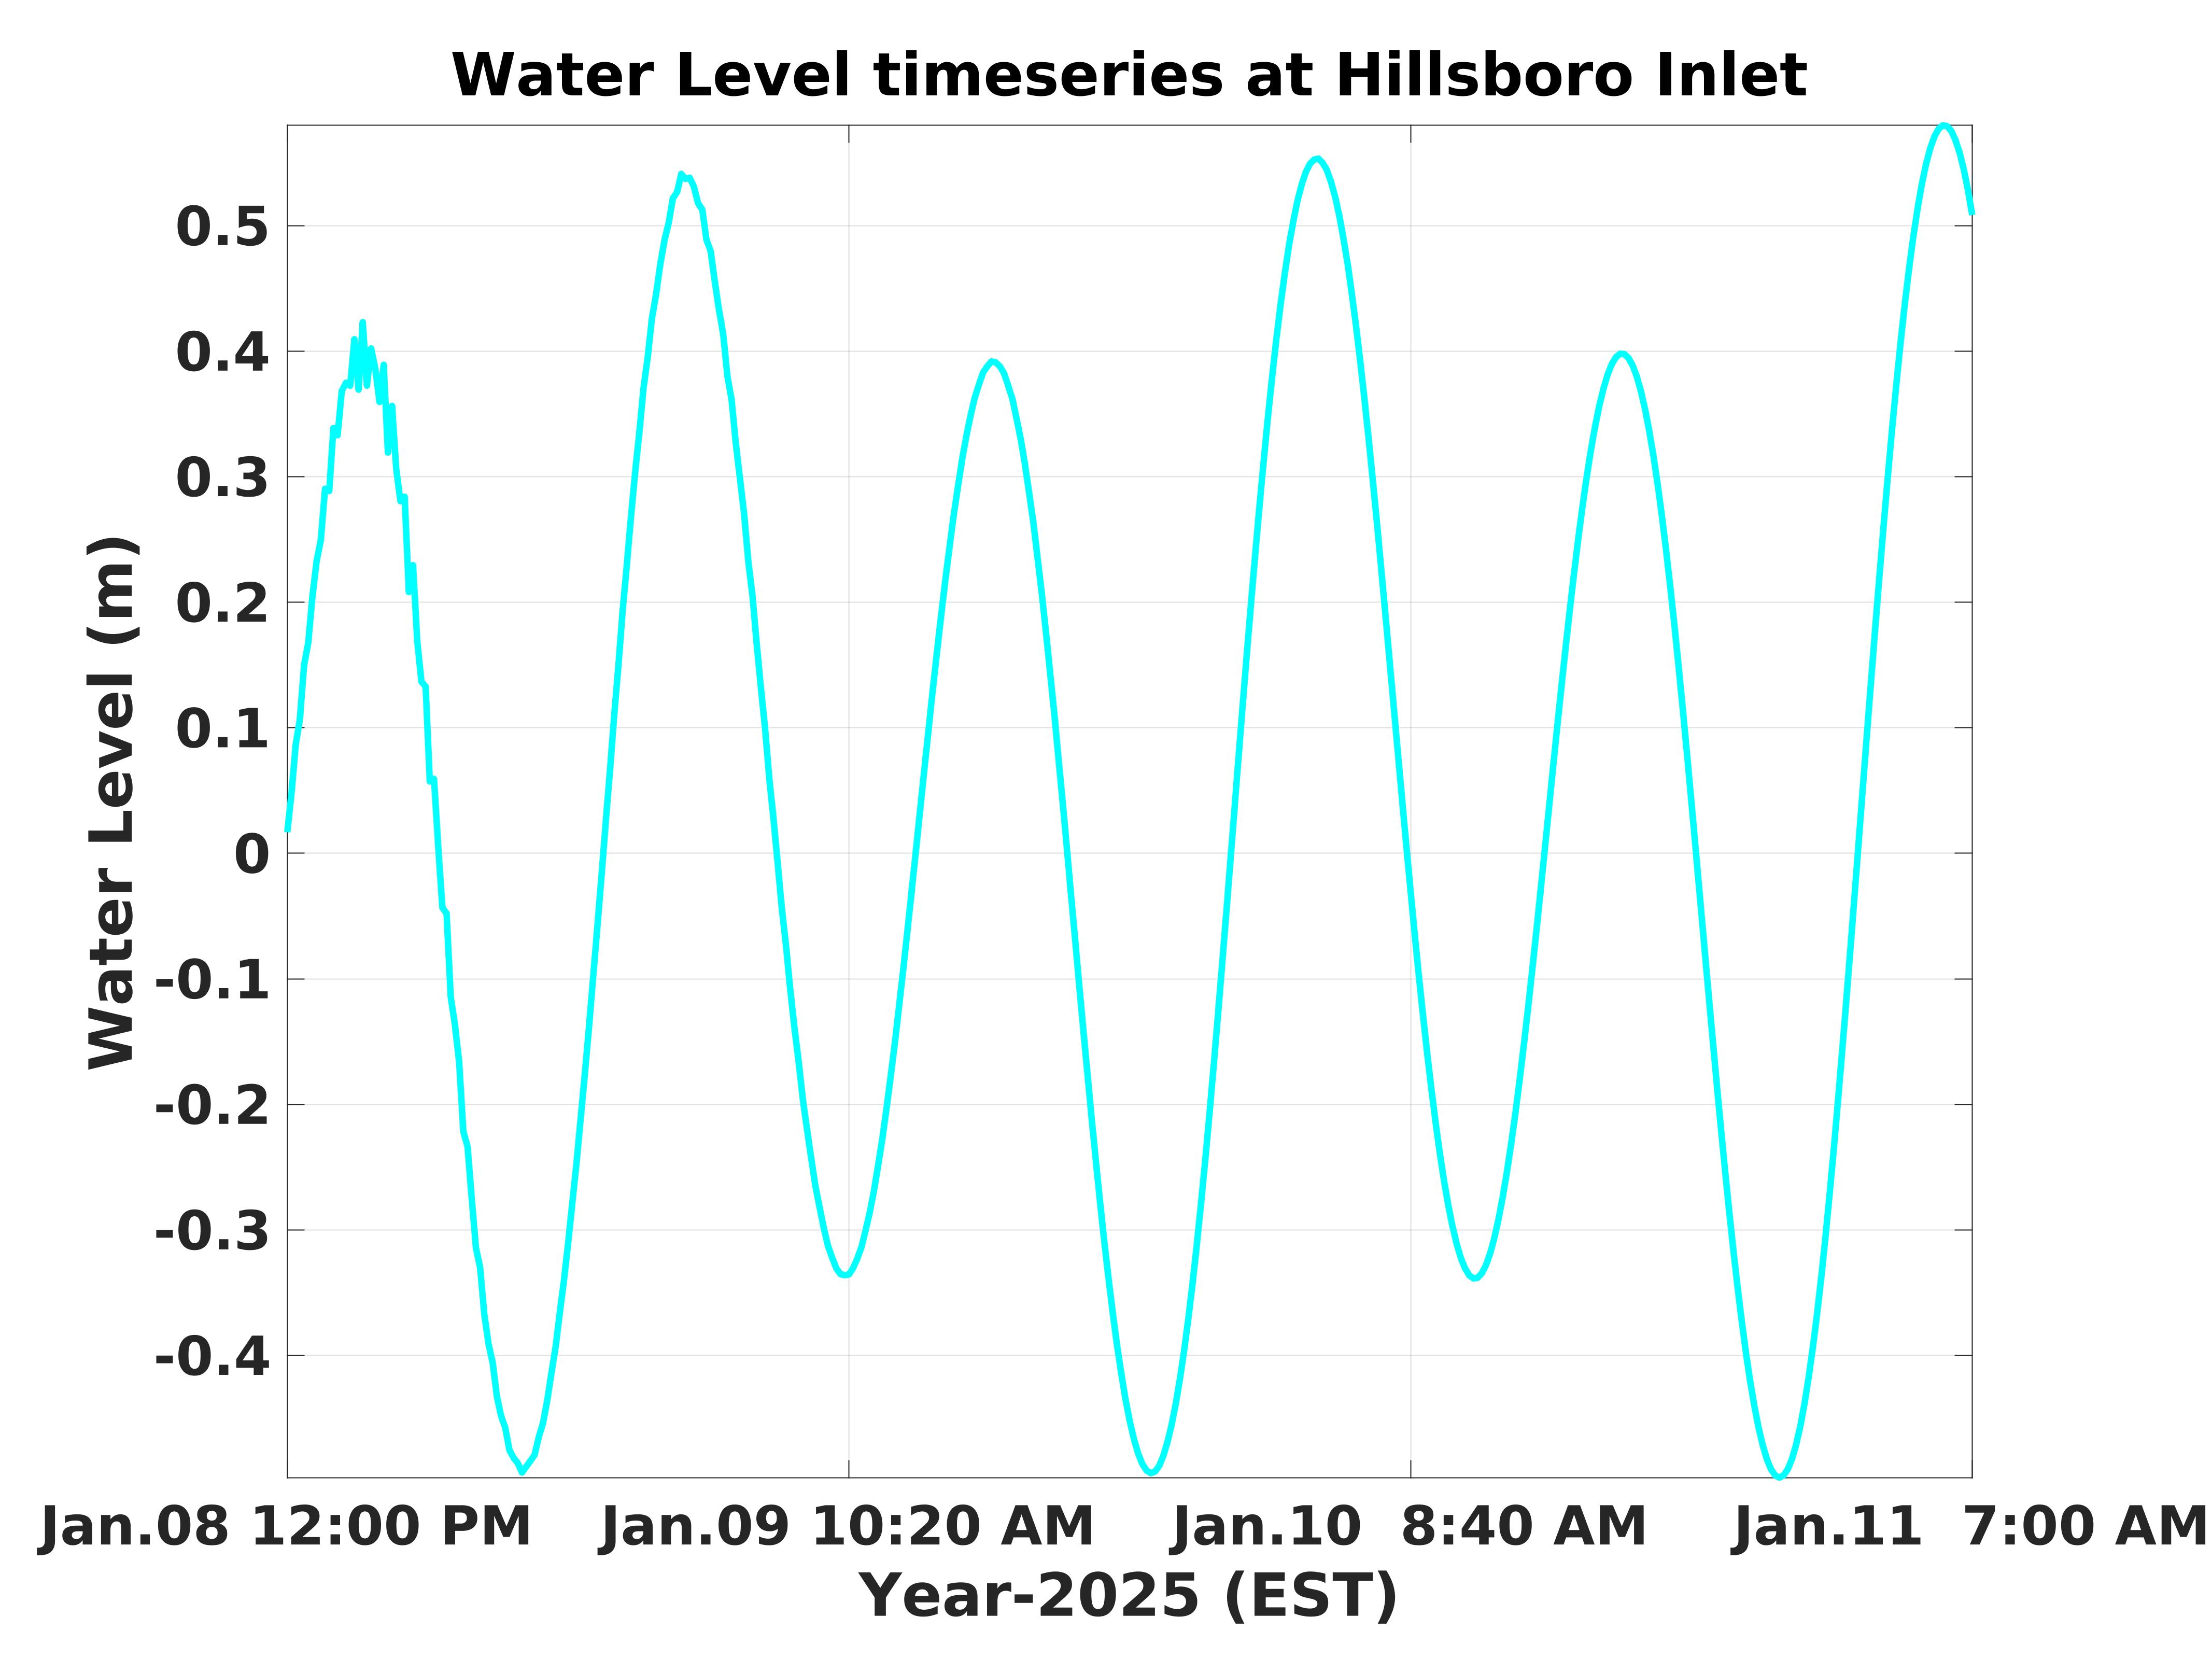 Water Level timeseries at Hillsboro Inlet
Water Level (m)
0.5
0.4
0.3
0.2
0.1
0
-0.1
-0.2
-0.3
-0.4
Jan.08 12:00 PM Jan.09 10:20 AM Jan.10 8:40 AM Jan.11 7:00 AM
Year-2025 (EST)